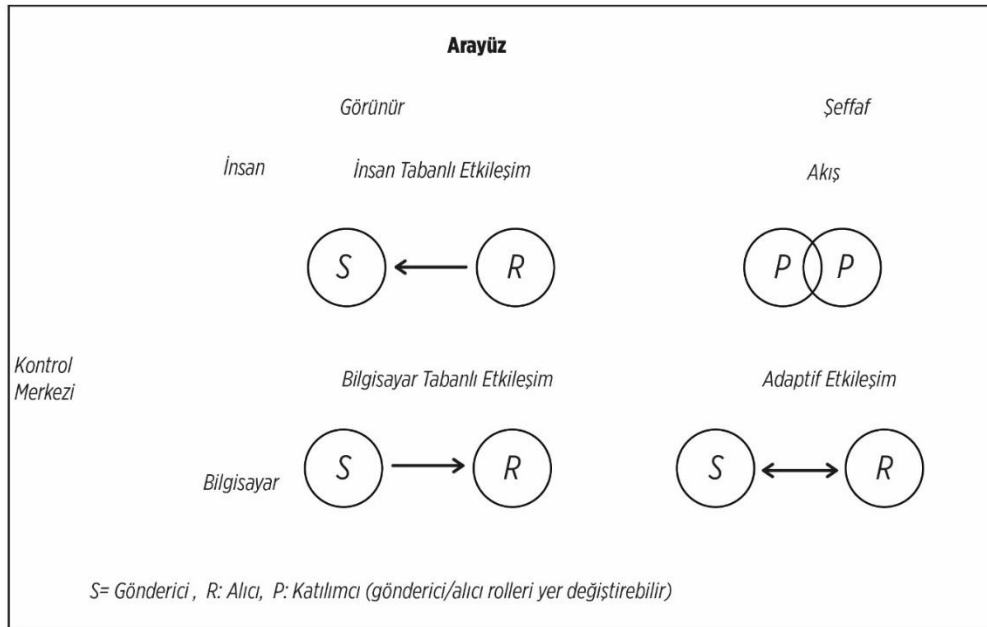 Arayüz
Görünür Şeffaf
İnsan İnsan Tabanlı Etkileşim Akış
S R P P
Kontrol
Merkezi
Bilgisayar Tabanlı Etkileşim Adaptif Etkileşim
Bilgisayar S R S R
S= Gönderici , R: Alıcı, P: Katılımcı (gönderici/alıcı rolleri yer değiştirebilir)